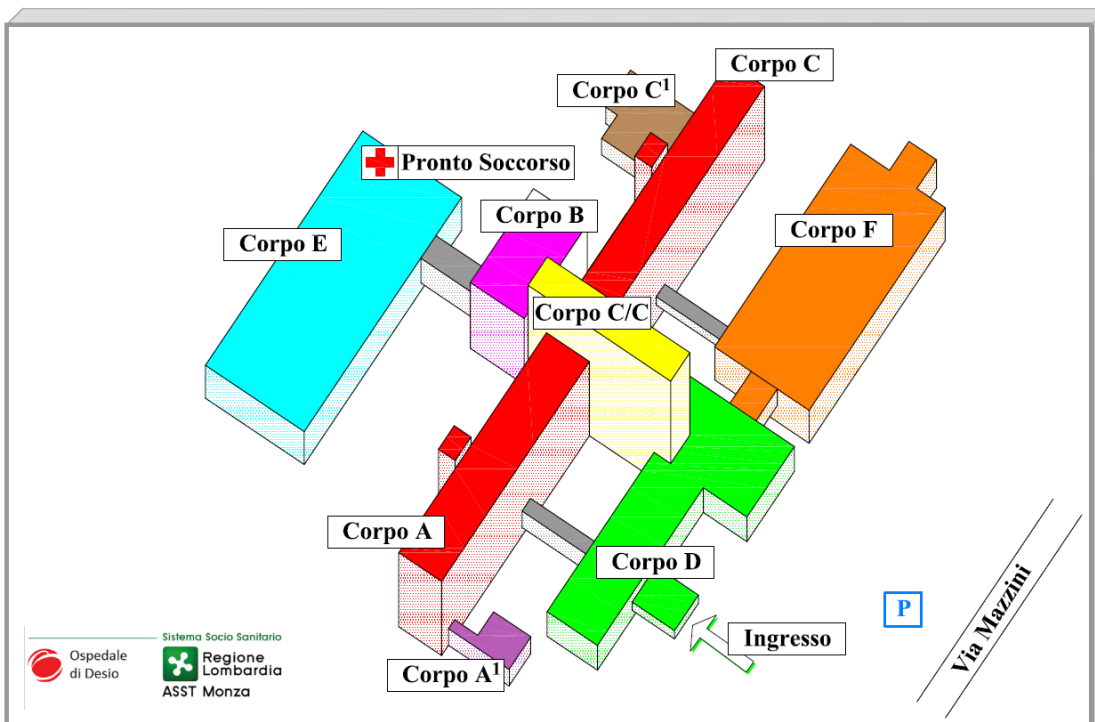 Corpo C
Corpo C¹
Pronto Soccorso
Corpo B
Corpo E
Corpo F
Corpo C/C
Corpo A
Corpo D
P
Via Mazzini
Ingresso
Corpo A¹
Ospedale
di Desio
Sistema Socio Sanitario
Regione
Lombardia
ASST Monza